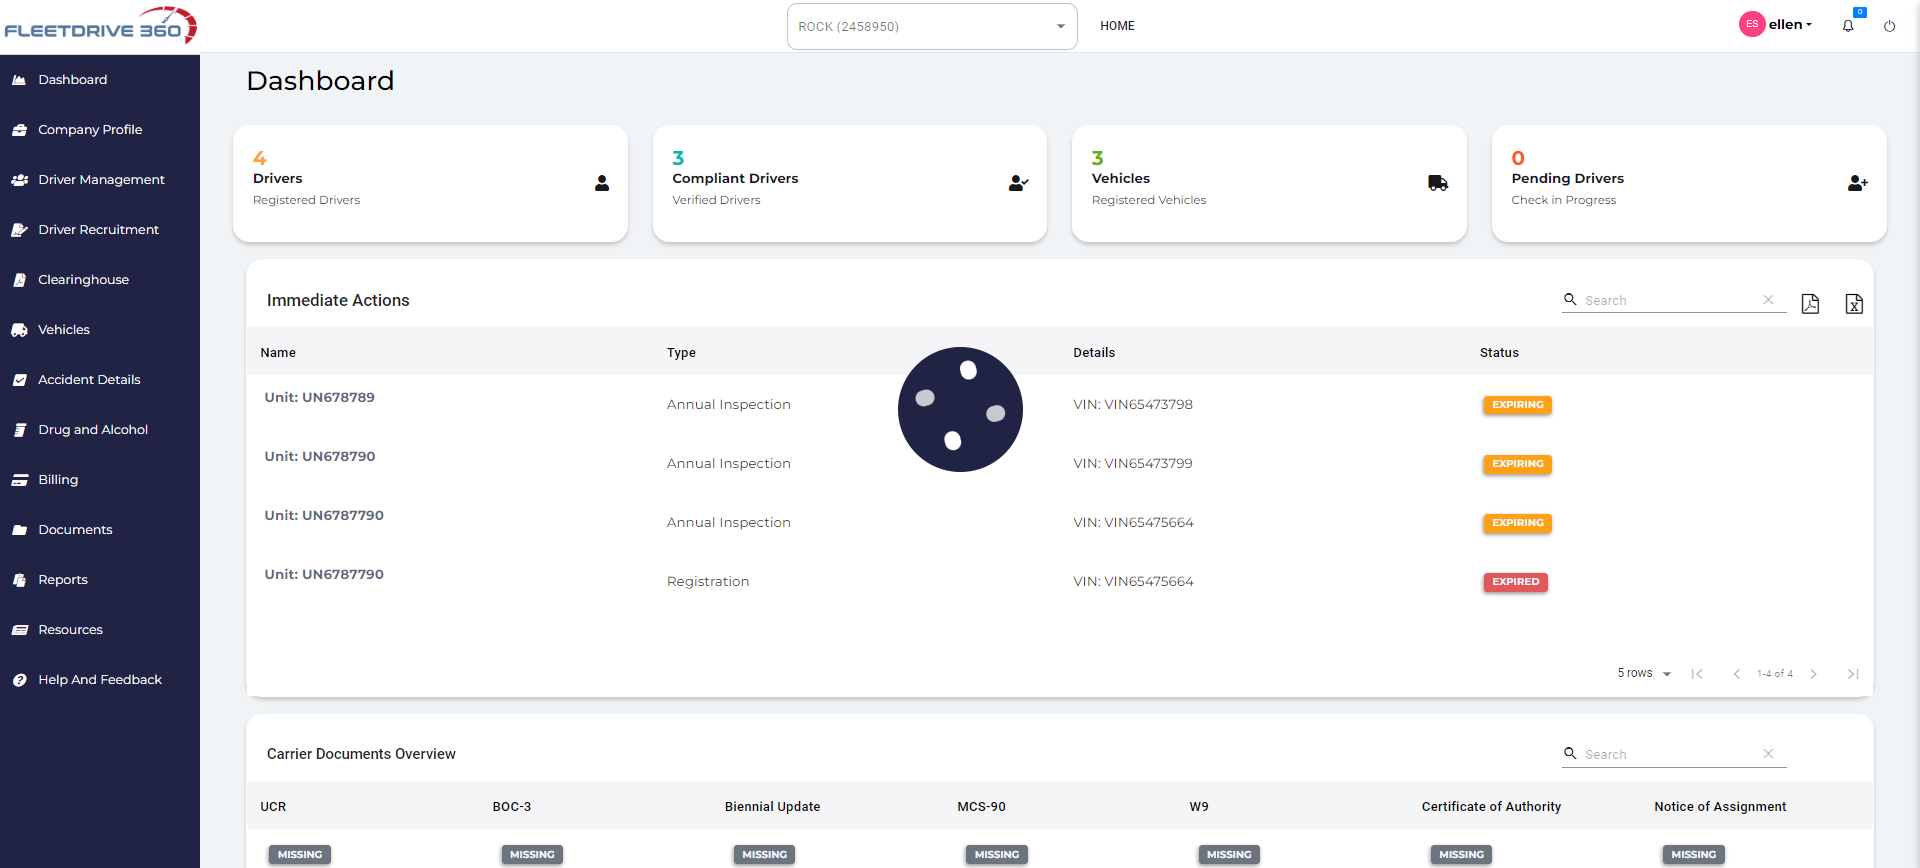 FLEETDRIVE 360
ROCK (2458950)
HOME
ES
ellen
0
Dashboard
Company Profile
Driver Management
Driver Recruitment
Clearinghouse
Vehicles
Accident Details
Drug and Alcohol
Billing
Documents
Reports
Resources
Help And Feedback
Dashboard
4
Drivers
Registered Drivers
3
Compliant Drivers
Verified Drivers
3
Vehicles
Registered Vehicles
0
Pending Drivers
Check in Progress
Immediate Actions
Search
Name Type Details Status
Unit: UN678789 Annual Inspection VIN: VIN65473798 EXPIRING
Unit: UN678790 Annual Inspection VIN: VIN65473799 EXPIRING
Unit: UN6787790 Annual Inspection VIN: VIN65475664 EXPIRING
Unit: UN6787790 Registration VIN: VIN65475664 EXPIRED
5 rows 1-4 of 4
Carrier Documents Overview
Search
UCR BOC-3 Biennial Update MCS-90 W9 Certificate of Authority Notice of Assignment
MISSING MISSING MISSING MISSING MISSING MISSING MISSING